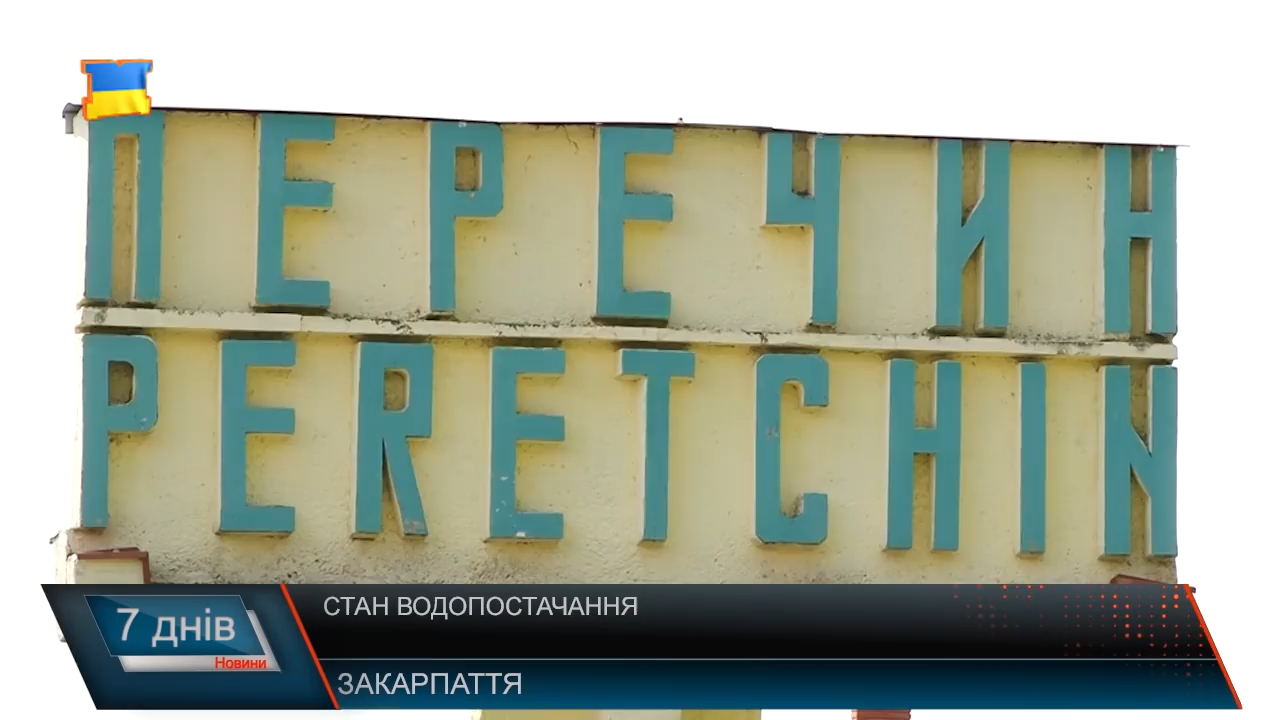 ПЕРЕЧИН
PERETCHIN
7 днів
Новини
СТАН ВОДОПОСТАЧАННЯ
ЗАКАРПАТТЯ